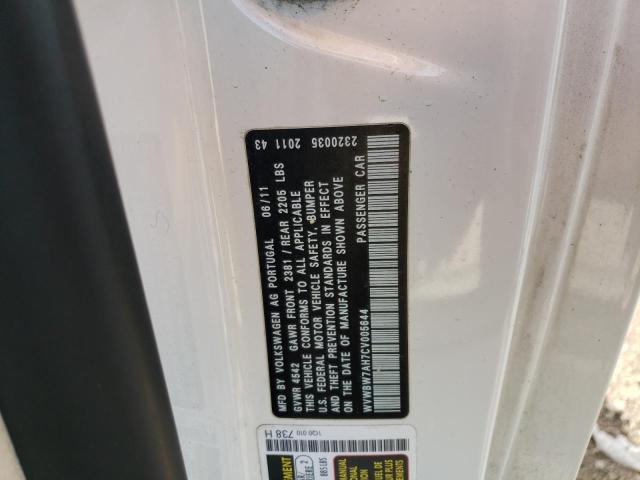 2320035 2011 43
MFD BY VOLKSWAGEN AG PORTUGAL 06/11
GVWR 4542 GAWR FRONT 2381 / REAR 2205 LBS
THIS VEHICLE CONFORMS TO ALL APPLICABLE
U.S. FEDERAL MOTOR VEHICLE SAFETY, BUMPER
AND THEFT PREVENTION STANDARDS IN EFFECT
ON THE DATE OF MANUFACTURE SHOWN ABOVE
WVWBW7AH7CV005644 PASSENGER CAR
1Q0 010 738 H